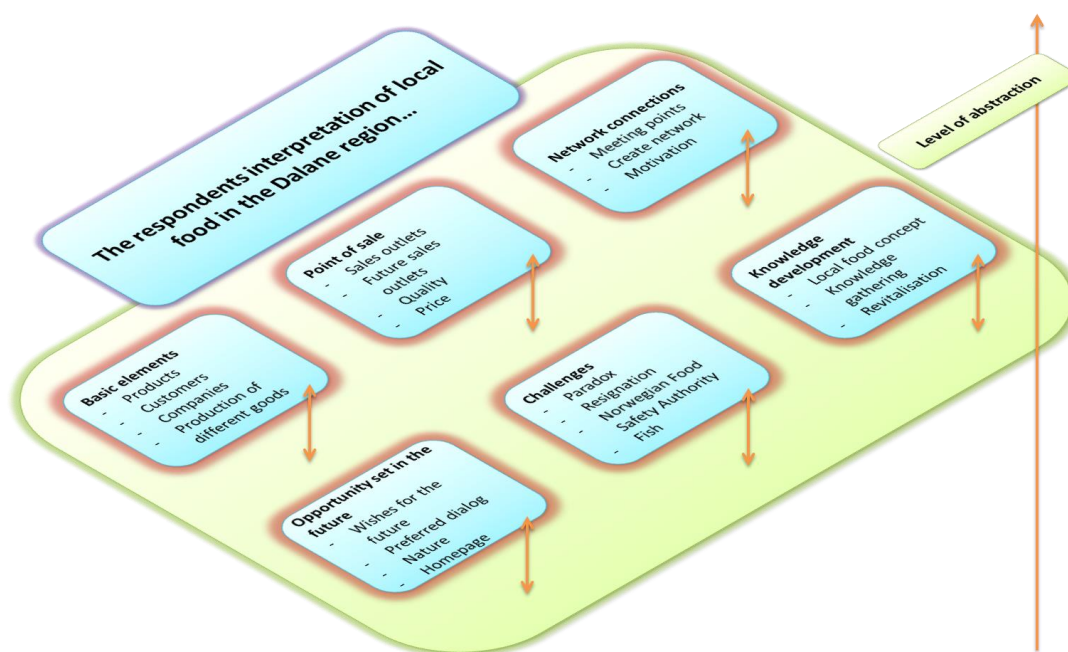 The respondents interpretation of local
food in the Dalane region...
Level of abstraction
Network connections
- Meeting points
- Create network
- Motivation
Point of sale
- Sales outlets
- Future sales
outlets
- Quality
- Price
Knowledge
development
- Local food concept
- Knowledge
gathering
- Revitalisation
Basic elements
- Products
- Customers
- Companies
- Production of
different goods
Challenges
- Paradox
- Resignation
- Norwegian Food
Safety Authority
- Fish
Opportunity set in the
future
- Wishes for the
future
- Preferred dialog
- Nature
- Homepage